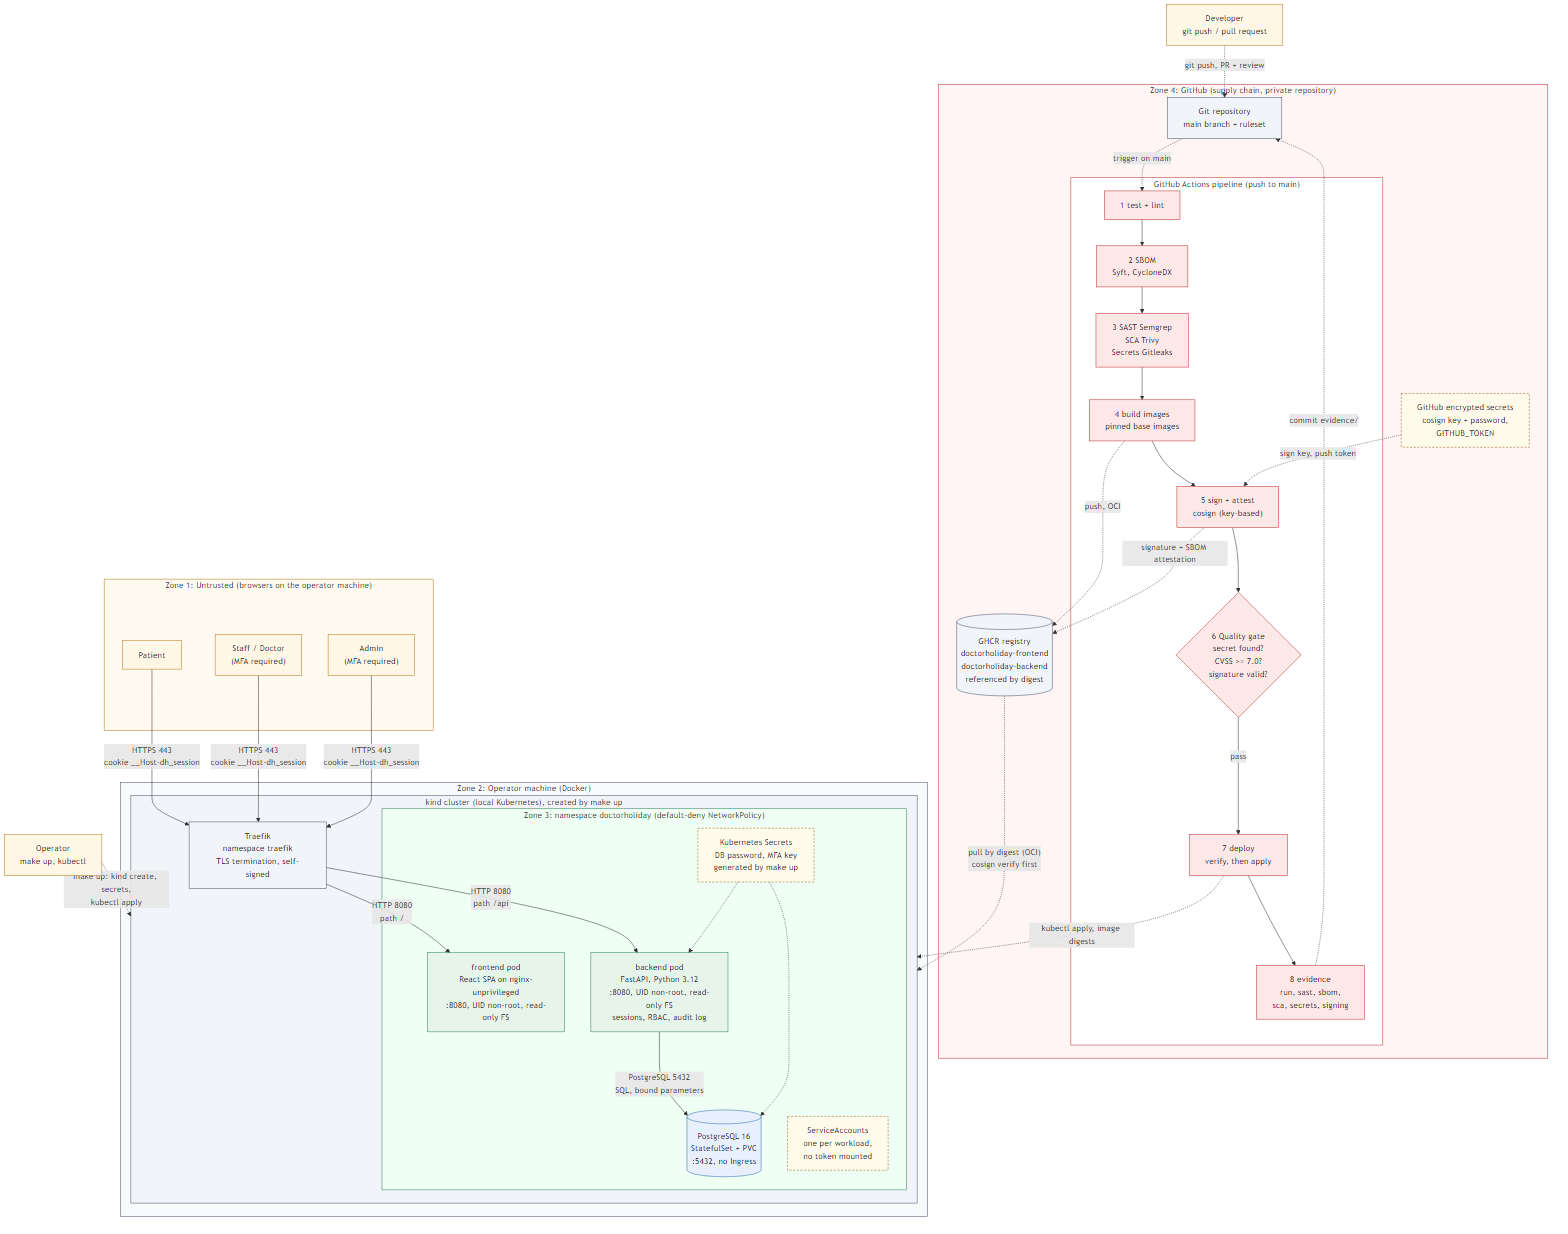 Developer
git push / pull request
git push, PR + review
Zone 4: GitHub (supply chain, private repository)
Git repository
main branch + ruleset
trigger on main
GitHub Actions pipeline (push to main)
1 test + lint
2 SBOM
Syft, CycloneDX
3 SAST Semgrep
SCA Trivy
Secrets Gitleaks
4 build images
pinned base images
commit evidence/
GitHub encrypted secrets
cosign key + password,
GITHUB_TOKEN
sign key, push token
5 sign + attest
cosign (key-based)
push, OCI
signature + SBOM
attestation
GHCR registry
doctorholiday-frontend
doctorholiday-backend
referenced by digest
6 Quality gate
secret found?
CVSS >= 7.0?
signature valid?
pass
7 deploy
verify, then apply
pull by digest (OCI)
cosign verify first
kubectl apply, image
digests
8 evidence
run, sast, sbom,
sca, secrets, signing
Zone 1: Untrusted (browsers on the operator machine)
Patient
Staff / Doctor
(MFA required)
Admin
(MFA required)
HTTPS 443
cookie __Host-dh_session
HTTPS 443
cookie __Host-dh_session
HTTPS 443
cookie __Host-dh_session
Zone 2: Operator machine (Docker)
kind cluster (local Kubernetes), created by make up
Zone 3: namespace doctorholiday (default-deny NetworkPolicy)
Operator
make up, kubectl
make up: kind create,
secrets,
kubectl apply
Traefik
namespace traefik
TLS termination, self-
signed
Kubernetes Secrets
DB password, MFA key
generated by make up
HTTP 8080
path /api
HTTP 8080
path /
frontend pod
React SPA on nginx-
unprivileged
:8080, UID non-root, read-
only FS
backend pod
FastAPI, Python 3.12
:8080, UID non-root, read-
only FS
sessions, RBAC, audit log
PostgreSQL 5432
SQL, bound parameters
PostgreSQL 16
StatefulSet + PVC
:5432, no Ingress
ServiceAccounts
one per workload,
no token mounted